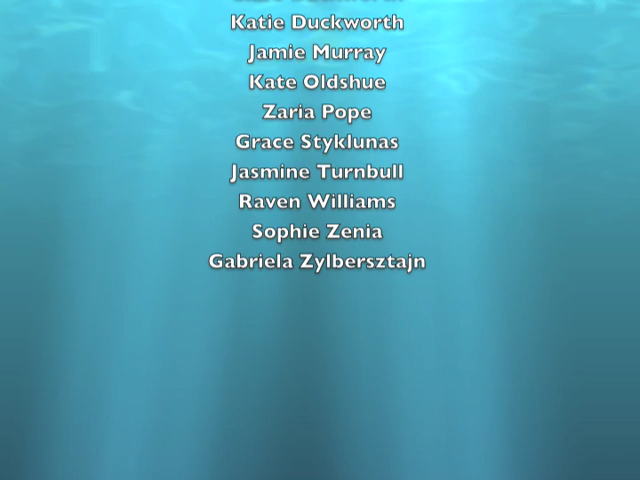 Katie Duckworth
Jamie Murray
Kate Oldshue
Zaria Pope
Grace Styklunas
Jasmine Turnbull
Raven Williams
Sophie Zenia
Gabriela Zylbersztajn